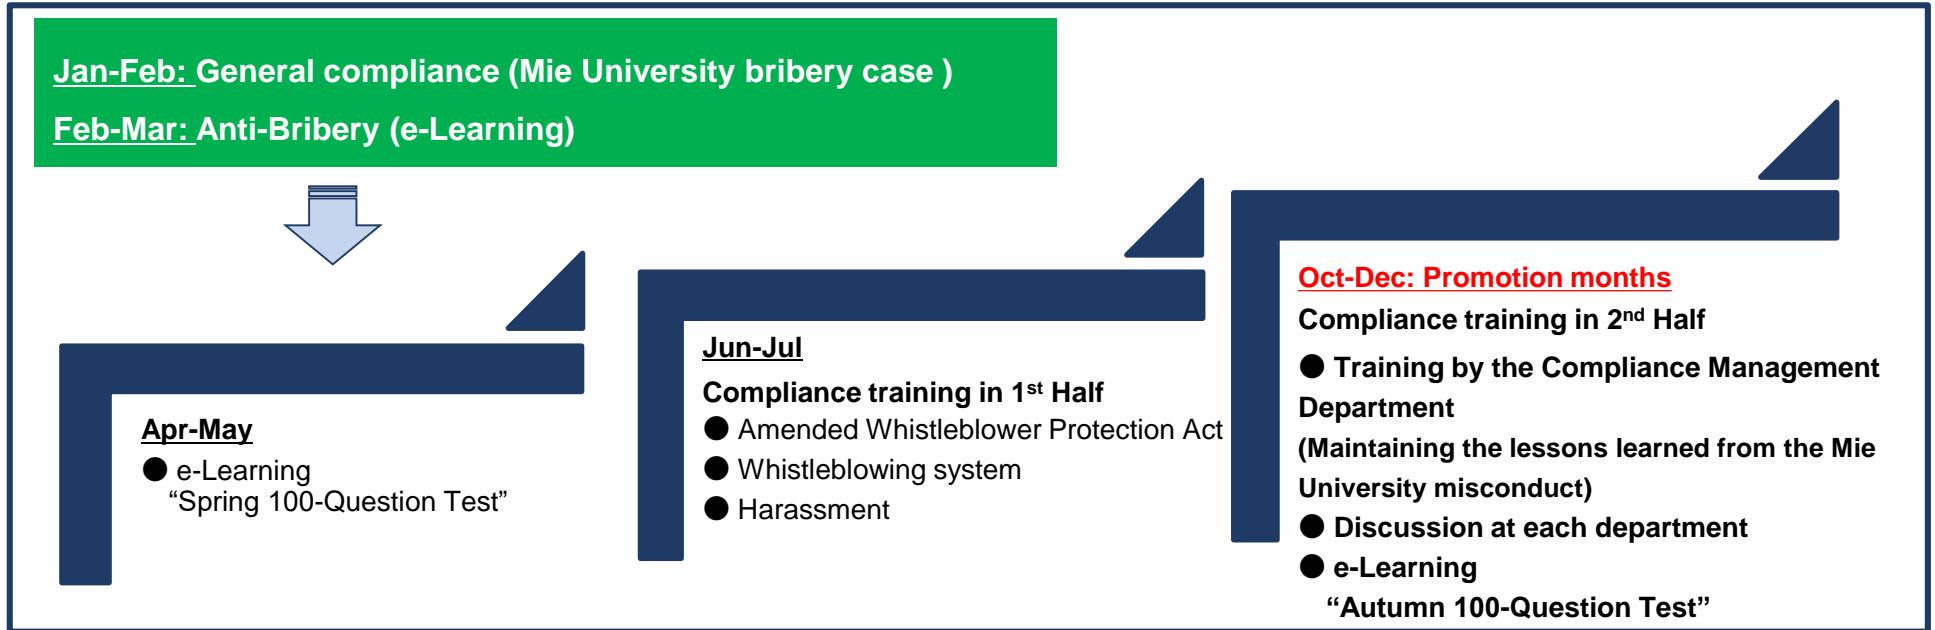 Jan-Feb: General compliance (Mie University bribery case )
Feb-Mar: Anti-Bribery (e-Learning)
Apr-May
● e-Learning
“Spring 100-Question Test”
Jun-Jul
Compliance training in 1st Half
● Amended Whistleblower Protection Act
● Whistleblowing system
● Harassment
Oct-Dec: Promotion months
Compliance training in 2nd Half
● Training by the Compliance Management
Department
(Maintaining the lessons learned from the Mie
University misconduct)
● Discussion at each department
● e-Learning
“Autumn 100-Question Test”